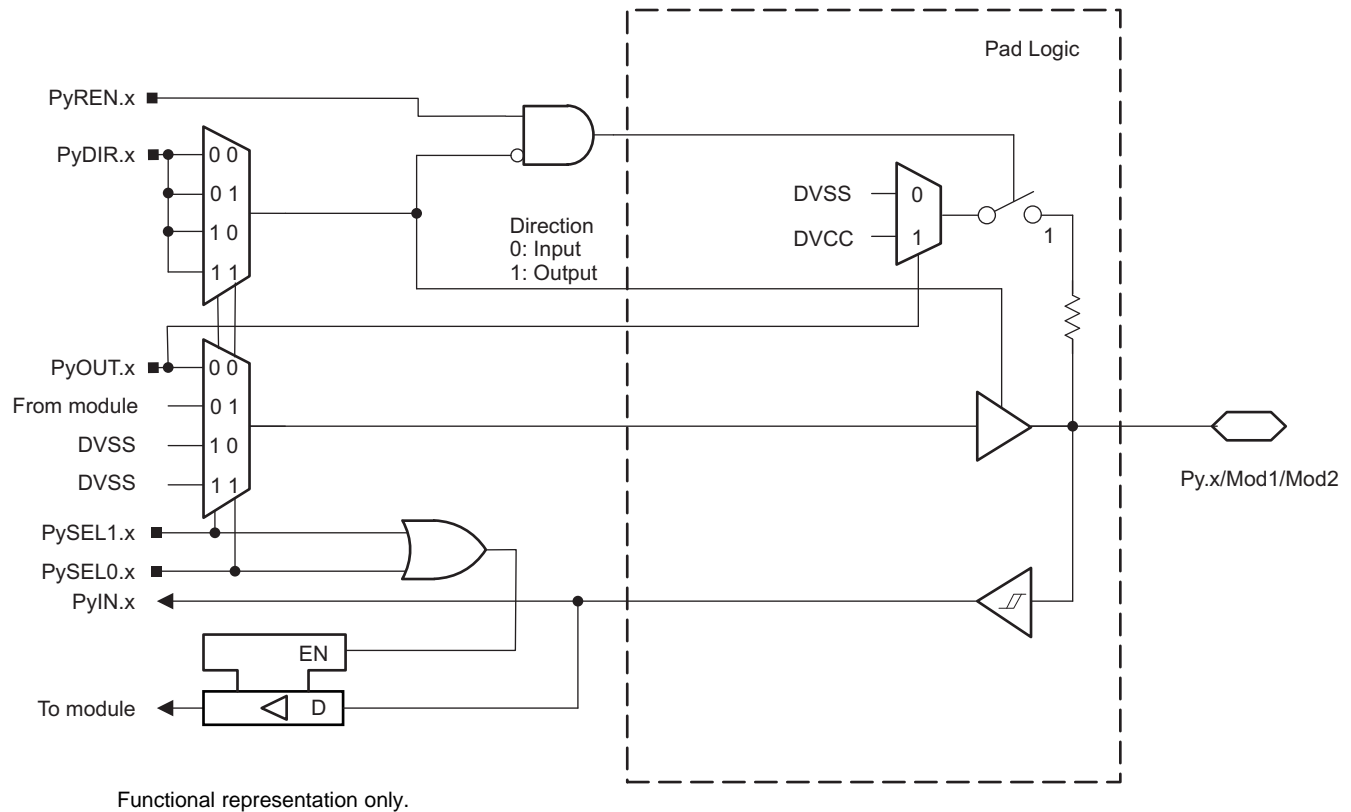 Pad Logic
PyREN.x
PyDIR.x
0 0
0 1
1 0
1 1
Direction
0: Input
1: Output
DVSS
0
DVCC
1
1
PyOUT.x
0 0
From module
0 1
DVSS
1 0
DVSS
1 1
Py.x/Mod1/Mod2
PySEL1.x
PySEL0.x
PyIN.x
EN
To module
D
Functional representation only.